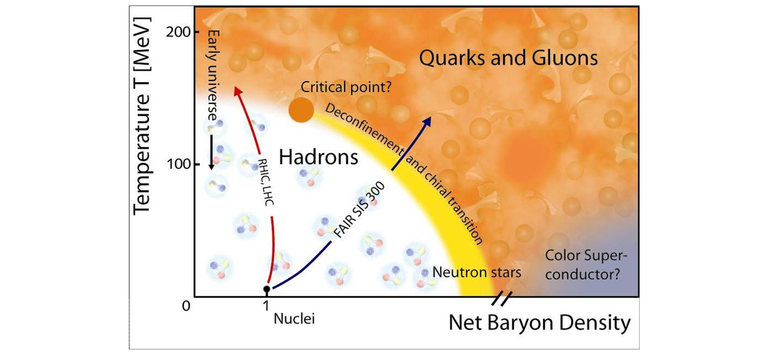 Temperature T [MeV]
200
100
0
Early universe
Quarks and Gluons
Critical point?
Deconfinement and chiral transition
Hadrons
RHIC, LHC
FAIR SIS 300
Neutron stars
Color Super-
conductor?
1
Nuclei
Net Baryon Density